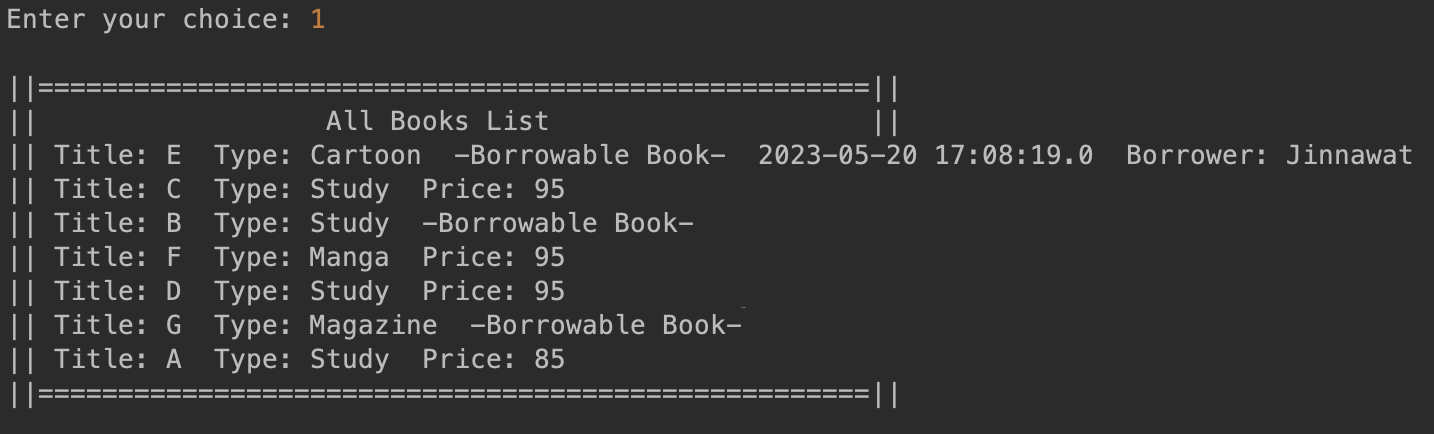 Enter your choice: 1
||====================================================||
||                  All Books List                    ||
|| Title: E  Type: Cartoon  -Borrowable Book-  2023-05-20 17:08:19.0  Borrower: Jinnawat
|| Title: C  Type: Study  Price: 95
|| Title: B  Type: Study  -Borrowable Book-
|| Title: F  Type: Manga  Price: 95
|| Title: D  Type: Study  Price: 95
|| Title: G  Type: Magazine  -Borrowable Book-
|| Title: A  Type: Study  Price: 85
||====================================================||